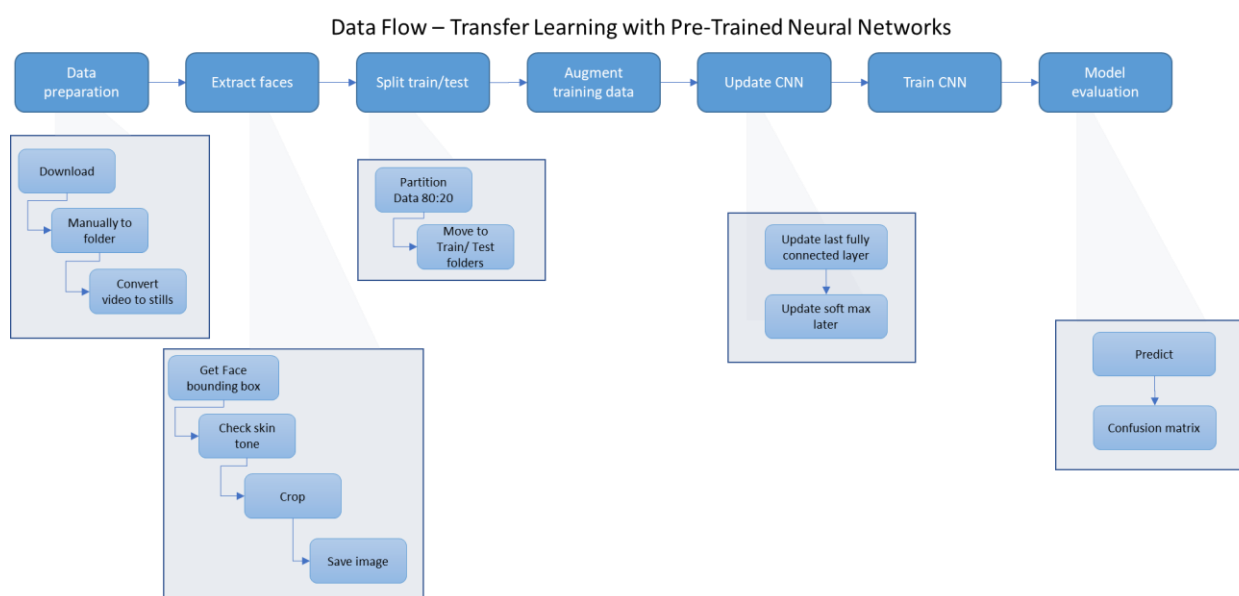 Data Flow – Transfer Learning with Pre-Trained Neural Networks
Data
preparation
Extract faces
Split train/test
Augment
training data
Update CNN
Train CNN
Model
evaluation
Download
Manually to
folder
Convert
video to stills
Get Face
bounding box
Check skin
tone
Crop
Save image
Partition
Data 80:20
Move to
Train/ Test
folders
Update last fully
connected layer
Update soft max
later
Predict
Confusion matrix